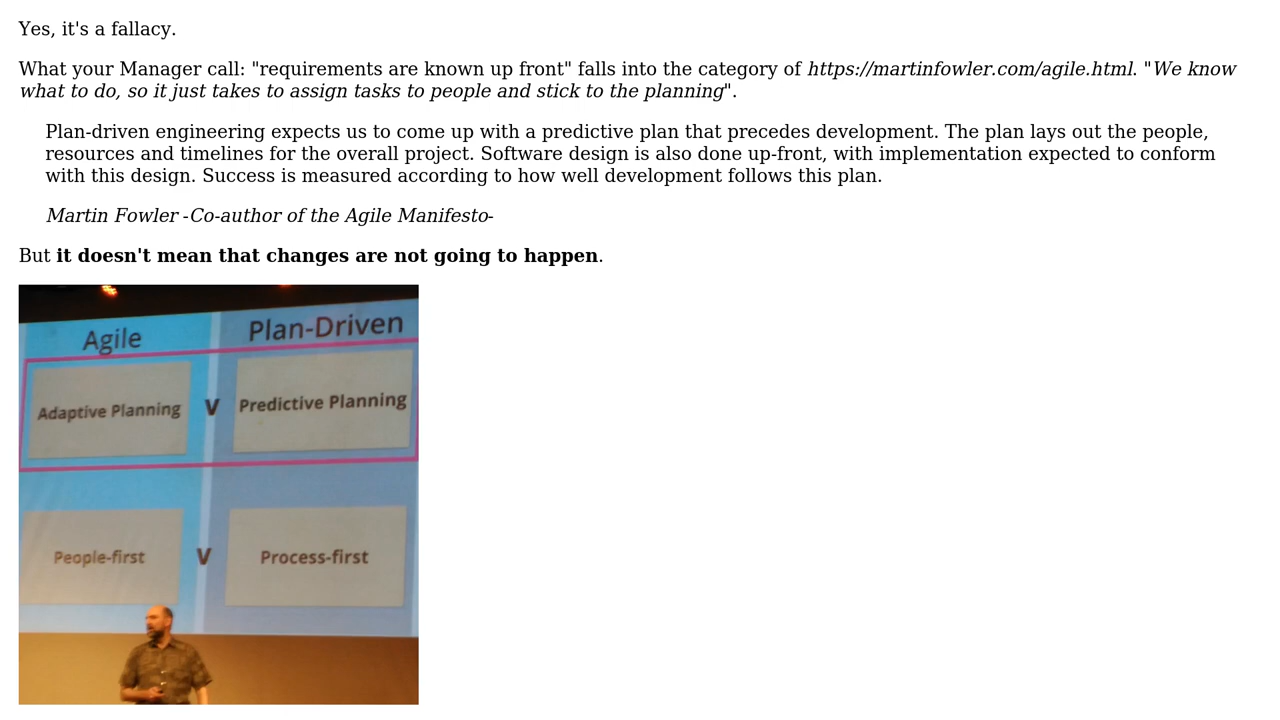 Yes, it's a fallacy.
What your Manager call: "requirements are known up front" falls into the category of https://martinfowler.com/agile.html. "We know
what to do, so it just takes to assign tasks to people and stick to the planning".
Plan-driven engineering expects us to come up with a predictive plan that precedes development. The plan lays out the people,
resources and timelines for the overall project. Software design is also done up-front, with implementation expected to conform
with this design. Success is measured according to how well development follows this plan.
Martin Fowler -Co-author of the Agile Manifesto-
But it doesn't mean that changes are not going to happen.
Agile Plan-Driven
Adaptive Planning V Predictive Planning
People-first V Process-first